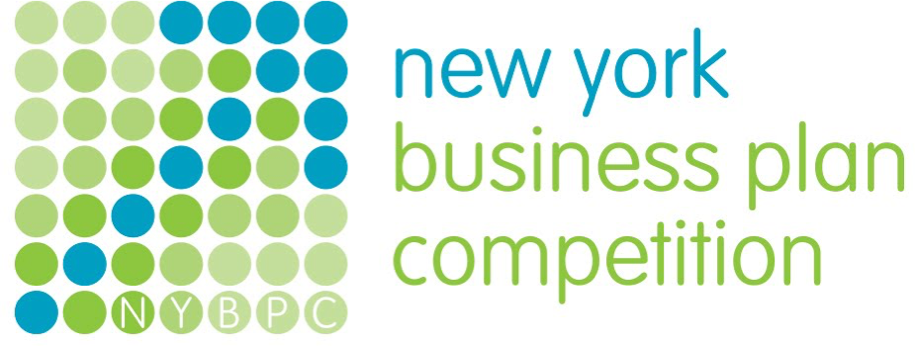 NYBPC
new york
business plan
competition